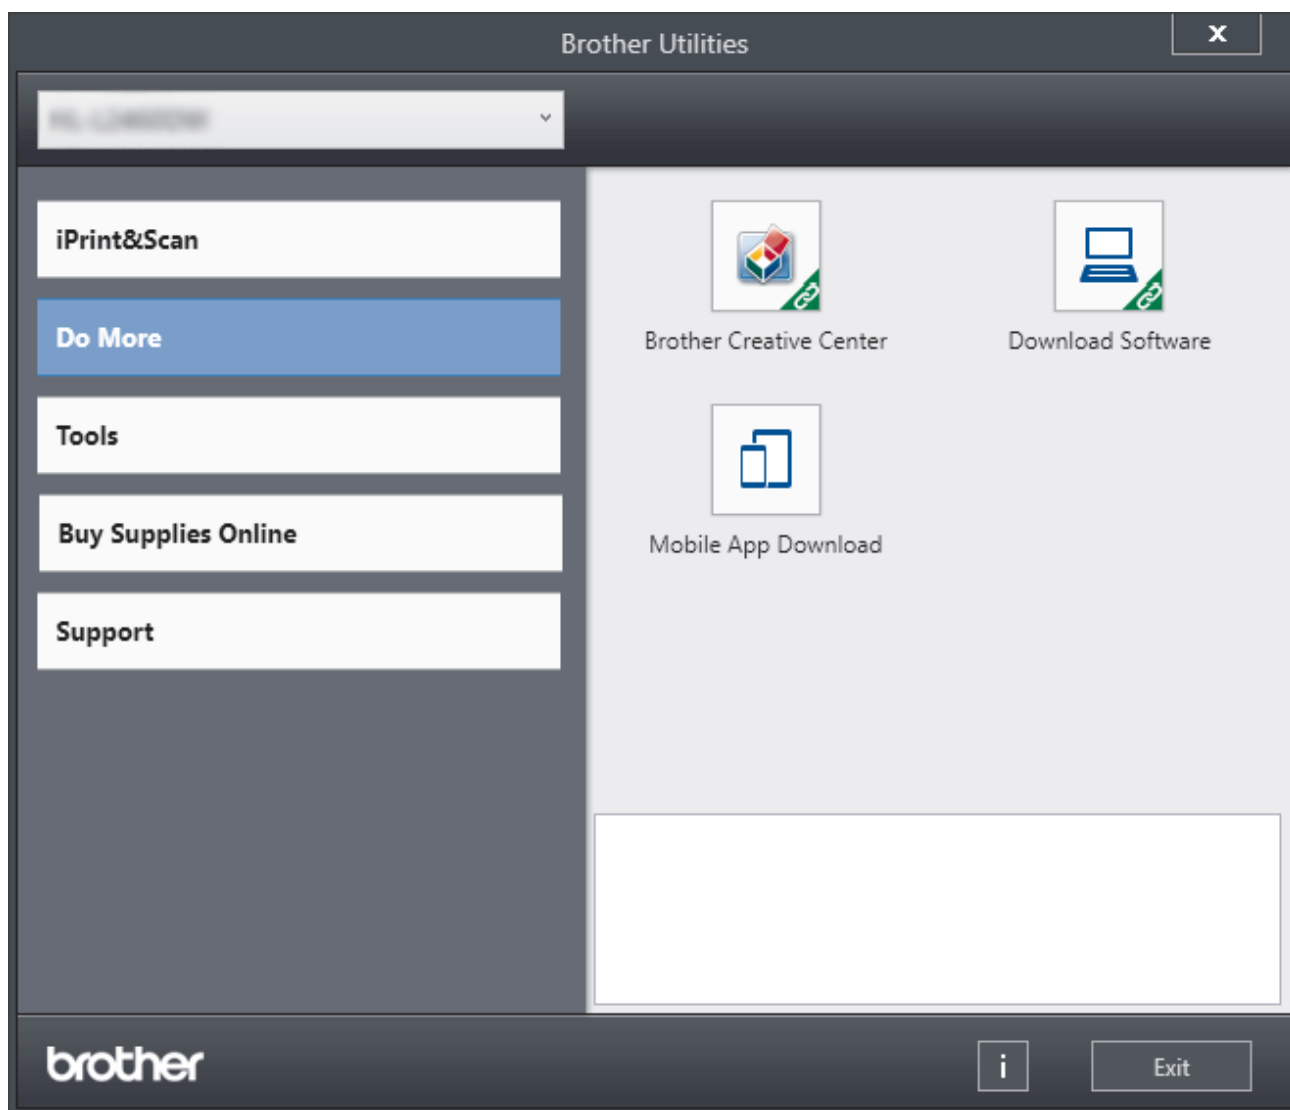 Brother Utilities
X
iPrint&Scan
Do More
Tools
Buy Supplies Online
Support
Brother Creative Center
Download Software
Mobile App Download
brother
i
Exit